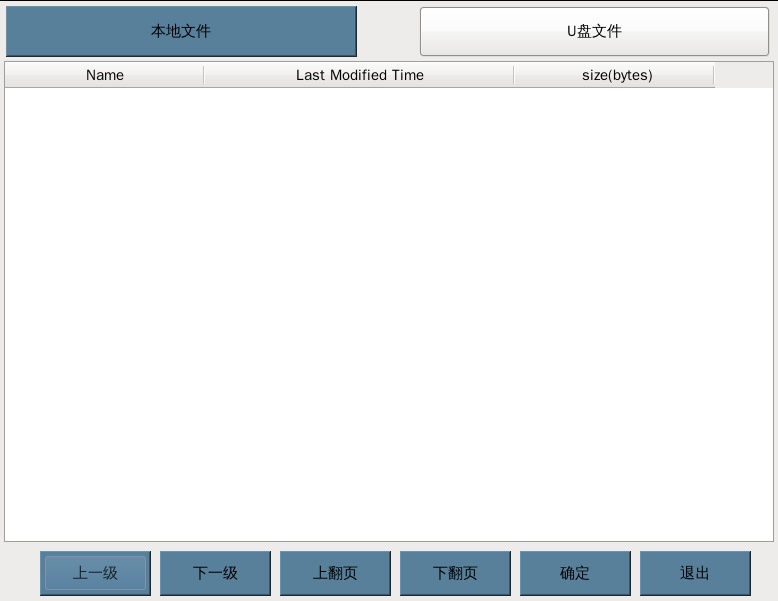 本地文件 U盘文件
Name Last Modified Time size(bytes)
上一级 下一级 上翻页 下翻页 确定 退出